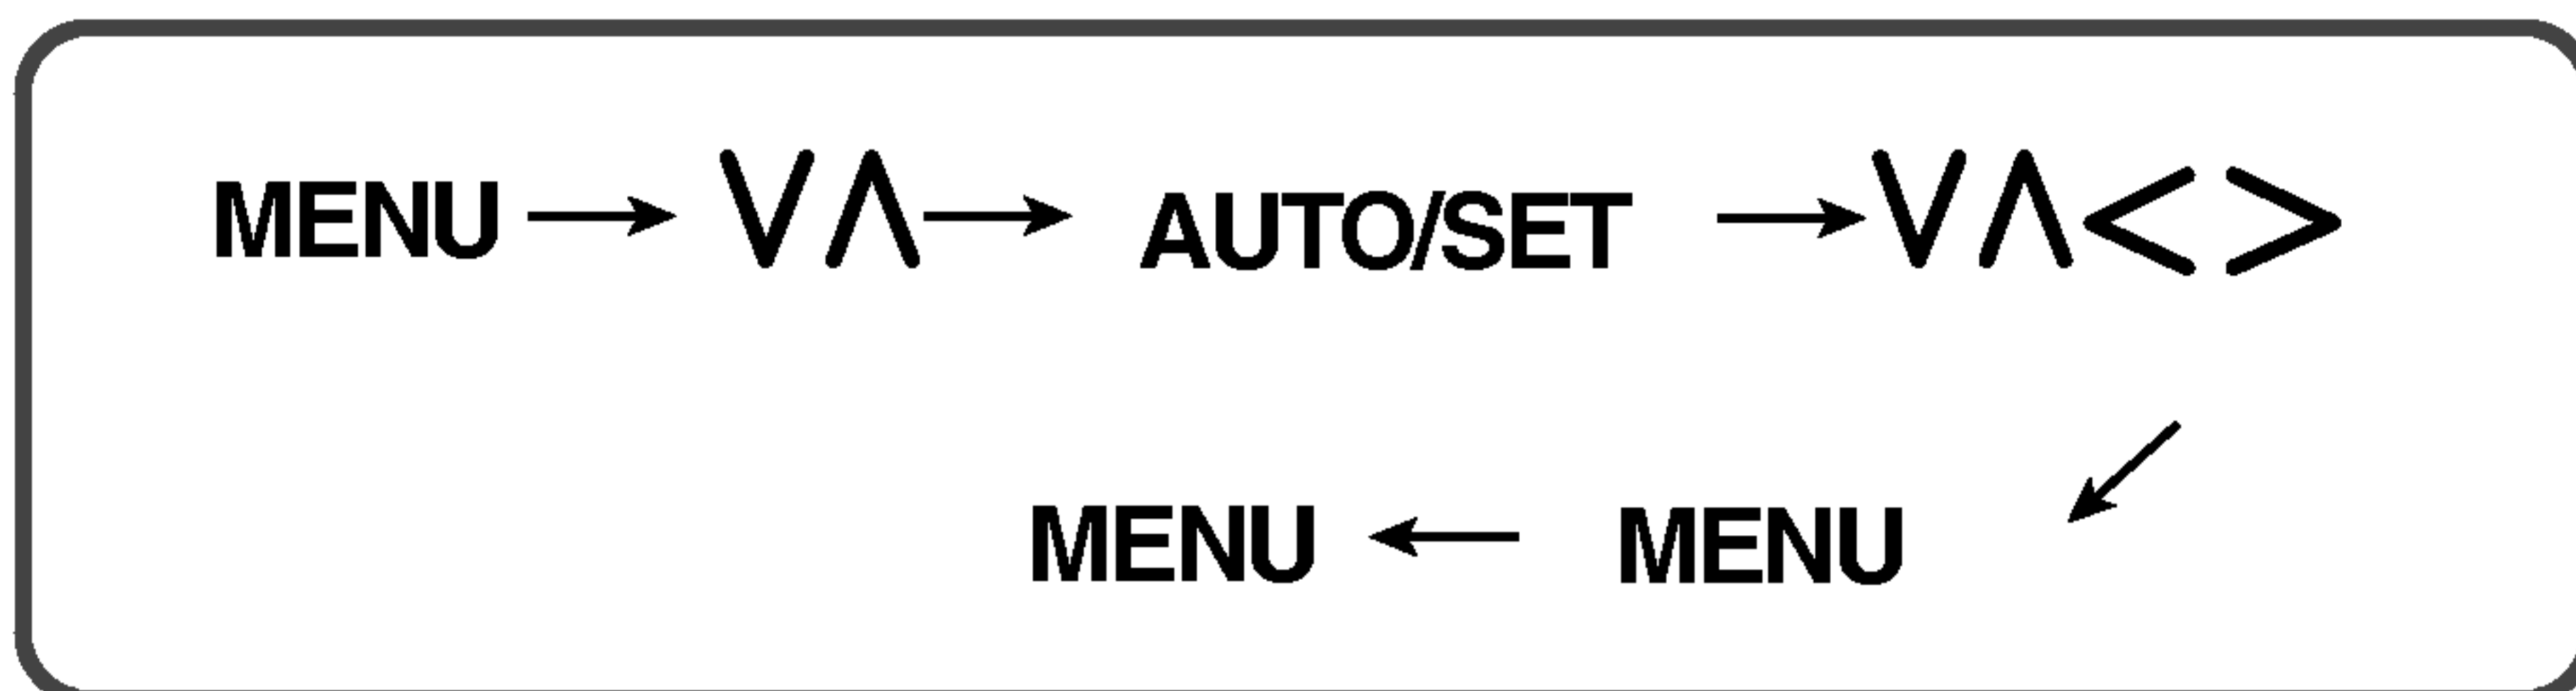 MENU → ∨ ∧ → AUTO/SET → ∨ ∧ < >
MENU ← MENU